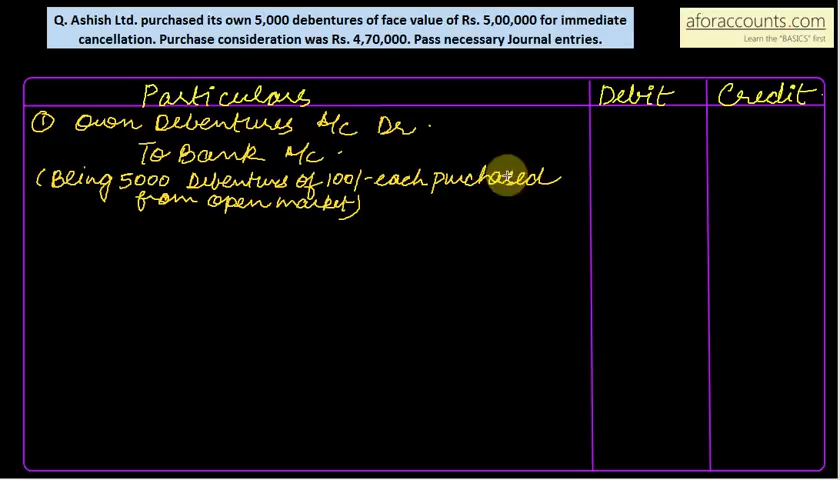 Q. Ashish Ltd. purchased its own 5,000 debentures of face value of Rs. 5,00,000 for immediate
cancellation. Purchase consideration was Rs. 4,70,000. Pass necessary Journal entries.
aforaccounts.com
Learn the "BASICS" first
Particulars Debit Credit.
① Own Debentures A/c Dr.
To Bank A/c.
(Being 5000 Debentures of 100/- each purchased
from open market)